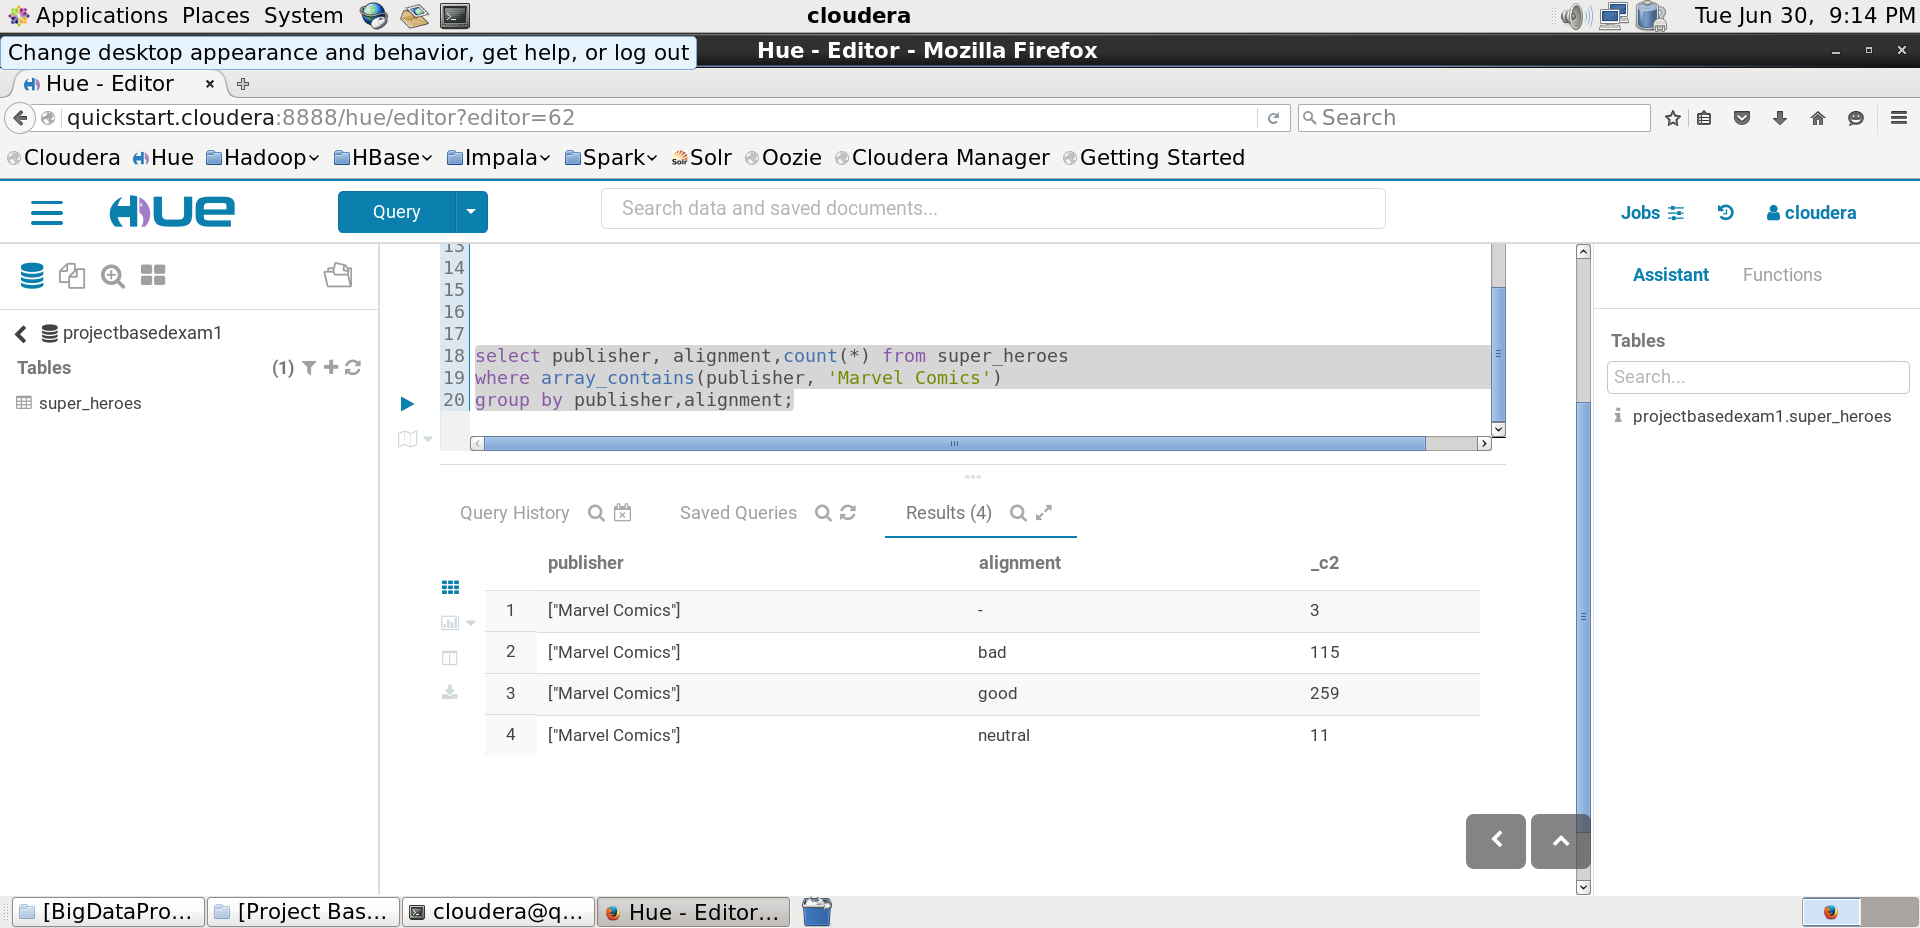 Applications Places System
cloudera
Tue Jun 30, 9:14 PM
Change desktop appearance and behavior, get help, or log out
Hue - Editor - Mozilla Firefox
Hue - Editor
quickstart.cloudera:8888/hue/editor?editor=62
Search
Cloudera Hue Hadoop HBase Impala Spark Solr Oozie Cloudera Manager Getting Started
HUE
Query
Search data and saved documents...
Jobs
cloudera
projectbasedexam1
Tables (1)
super_heroes
13
14
15
16
17
18 select publisher, alignment,count(*) from super_heroes
19 where array_contains(publisher, 'Marvel Comics')
20 group by publisher,alignment;
Query History Saved Queries Results (4)
publisher alignment _c2
1 ["Marvel Comics"] - 3
2 ["Marvel Comics"] bad 115
3 ["Marvel Comics"] good 259
4 ["Marvel Comics"] neutral 11
Assistant Functions
Tables
Search...
projectbasedexam1.super_heroes
[BigDataPro... [Project Bas... cloudera@q... Hue - Editor...